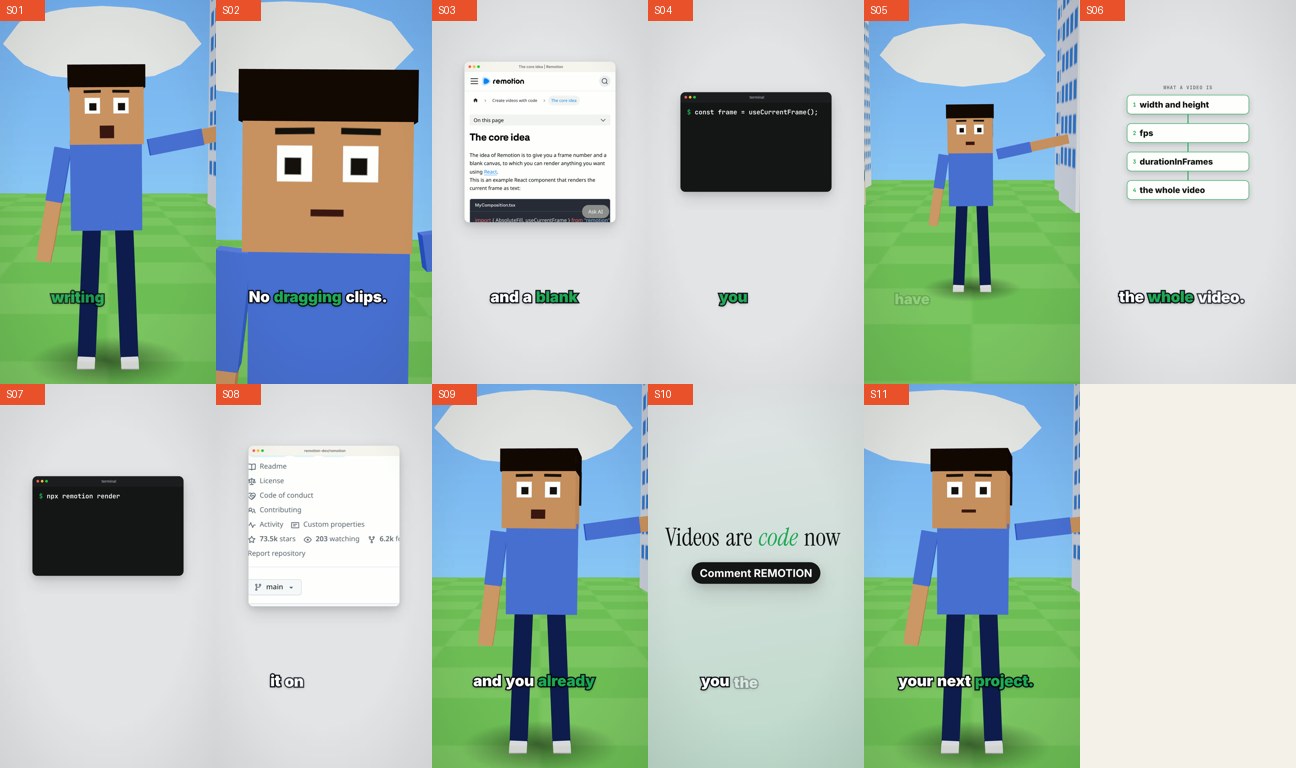 S01
writing
S02
No dragging clips.
S03
The core idea | Remotion
remotion
Create videos with code
The core idea
On this page
The core idea
The idea of Remotion is to give you a frame number and a
blank canvas, to which you can render anything you want
using React.
This is an example React component that renders the
current frame as text:
MyComposition.tsx
import { AbsoluteFill, useCurrentFrame } from "remotion"
Ask AI
and a blank
S04
terminal
$ const frame = useCurrentFrame();
you
S05
have
S06
WHAT A VIDEO IS
1 width and height
2 fps
3 durationInFrames
4 the whole video
the whole video.
S07
terminal
$ npx remotion render
S08
remotion-dev/remotion
Readme
License
Code of conduct
Contributing
Activity
Custom properties
73.5k stars
203 watching
6.2k f
Report repository
main
it on
S09
and you already
S10
Videos are code now
Comment REMOTION
you the
S11
your next project.